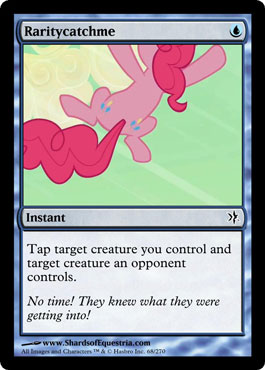 Raritycatchme
Instant
Tap target creature you control and
target creature an opponent
controls.
No time! They knew what they were
getting into!
www.ShardsofEquestria.com
All Images and Characters ™ & © Hasbro Inc. 68/270